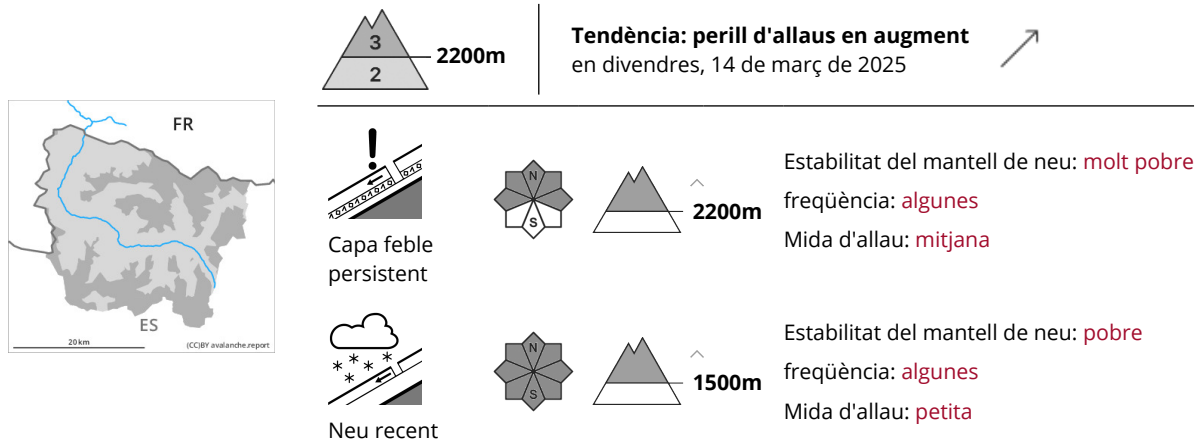 3
2
2200m
Tendència: perill d'allaus en augment
en divendres, 14 de març de 2025
FR
ES
20 km
(CC)BY avalanche.report
N
S
2200m
Capa feble
persistent
Estabilitat del mantell de neu: molt pobre
freqüència: algunes
Mida d'allau: mitjana
N
S
1500m
Neu recent
Estabilitat del mantell de neu: pobre
freqüència: algunes
Mida d'allau: petita